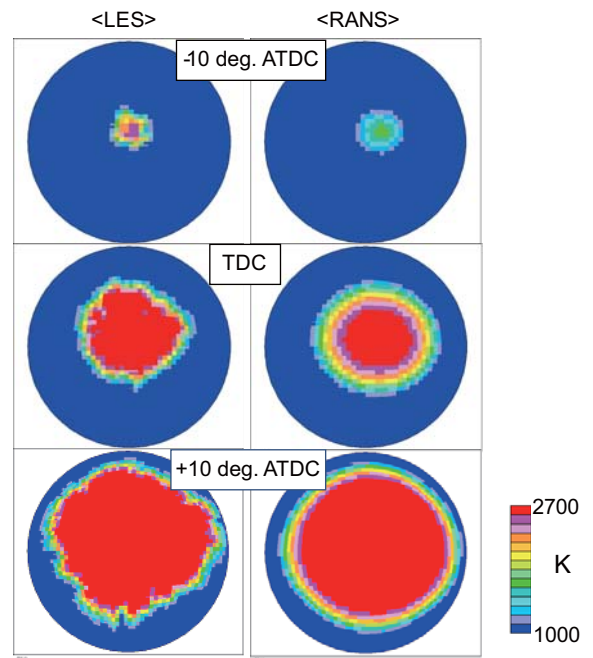 <LES> <RANS>
-10 deg. ATDC
TDC
+10 deg. ATDC
2700
K
1000